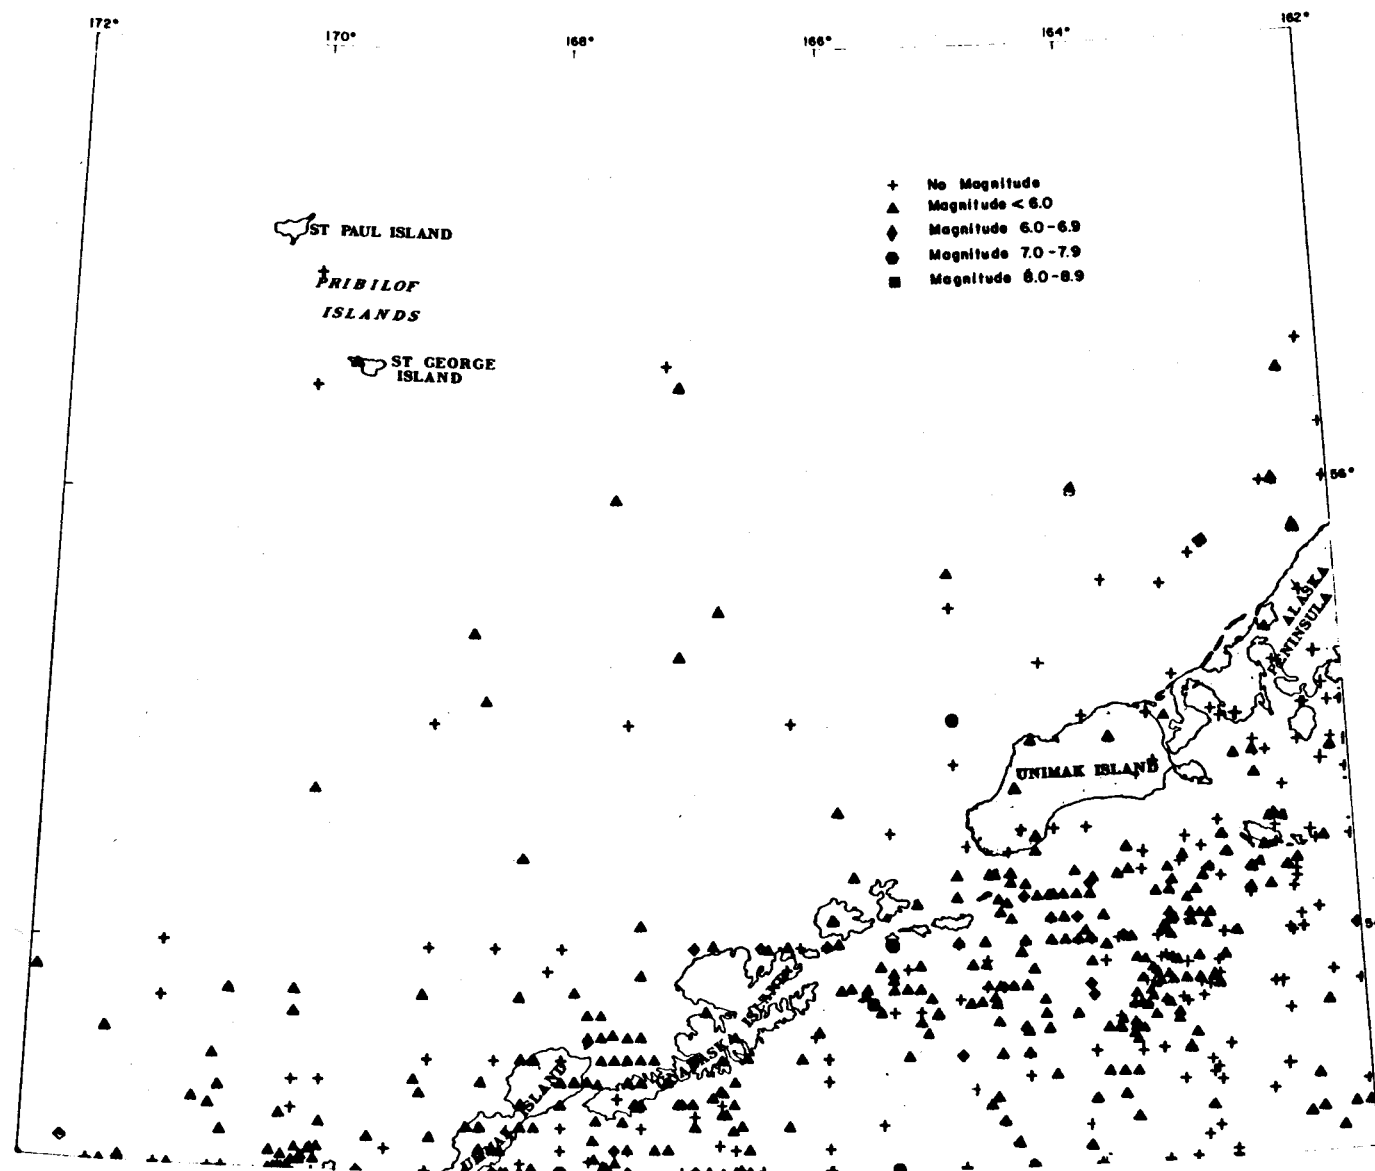 172°
170°
168°
166°
164°
162°
No Magnitude
Magnitude < 6.0
Magnitude 6.0-6.9
Magnitude 7.0-7.9
Magnitude 8.0-8.9
ST PAUL ISLAND
PRIBILOF
ISLANDS
ST GEORGE
ISLAND
56°
ALASKA
PENINSULA
UNIMAK ISLAND
UNALASKA ISLAND
UMNAK ISLAND